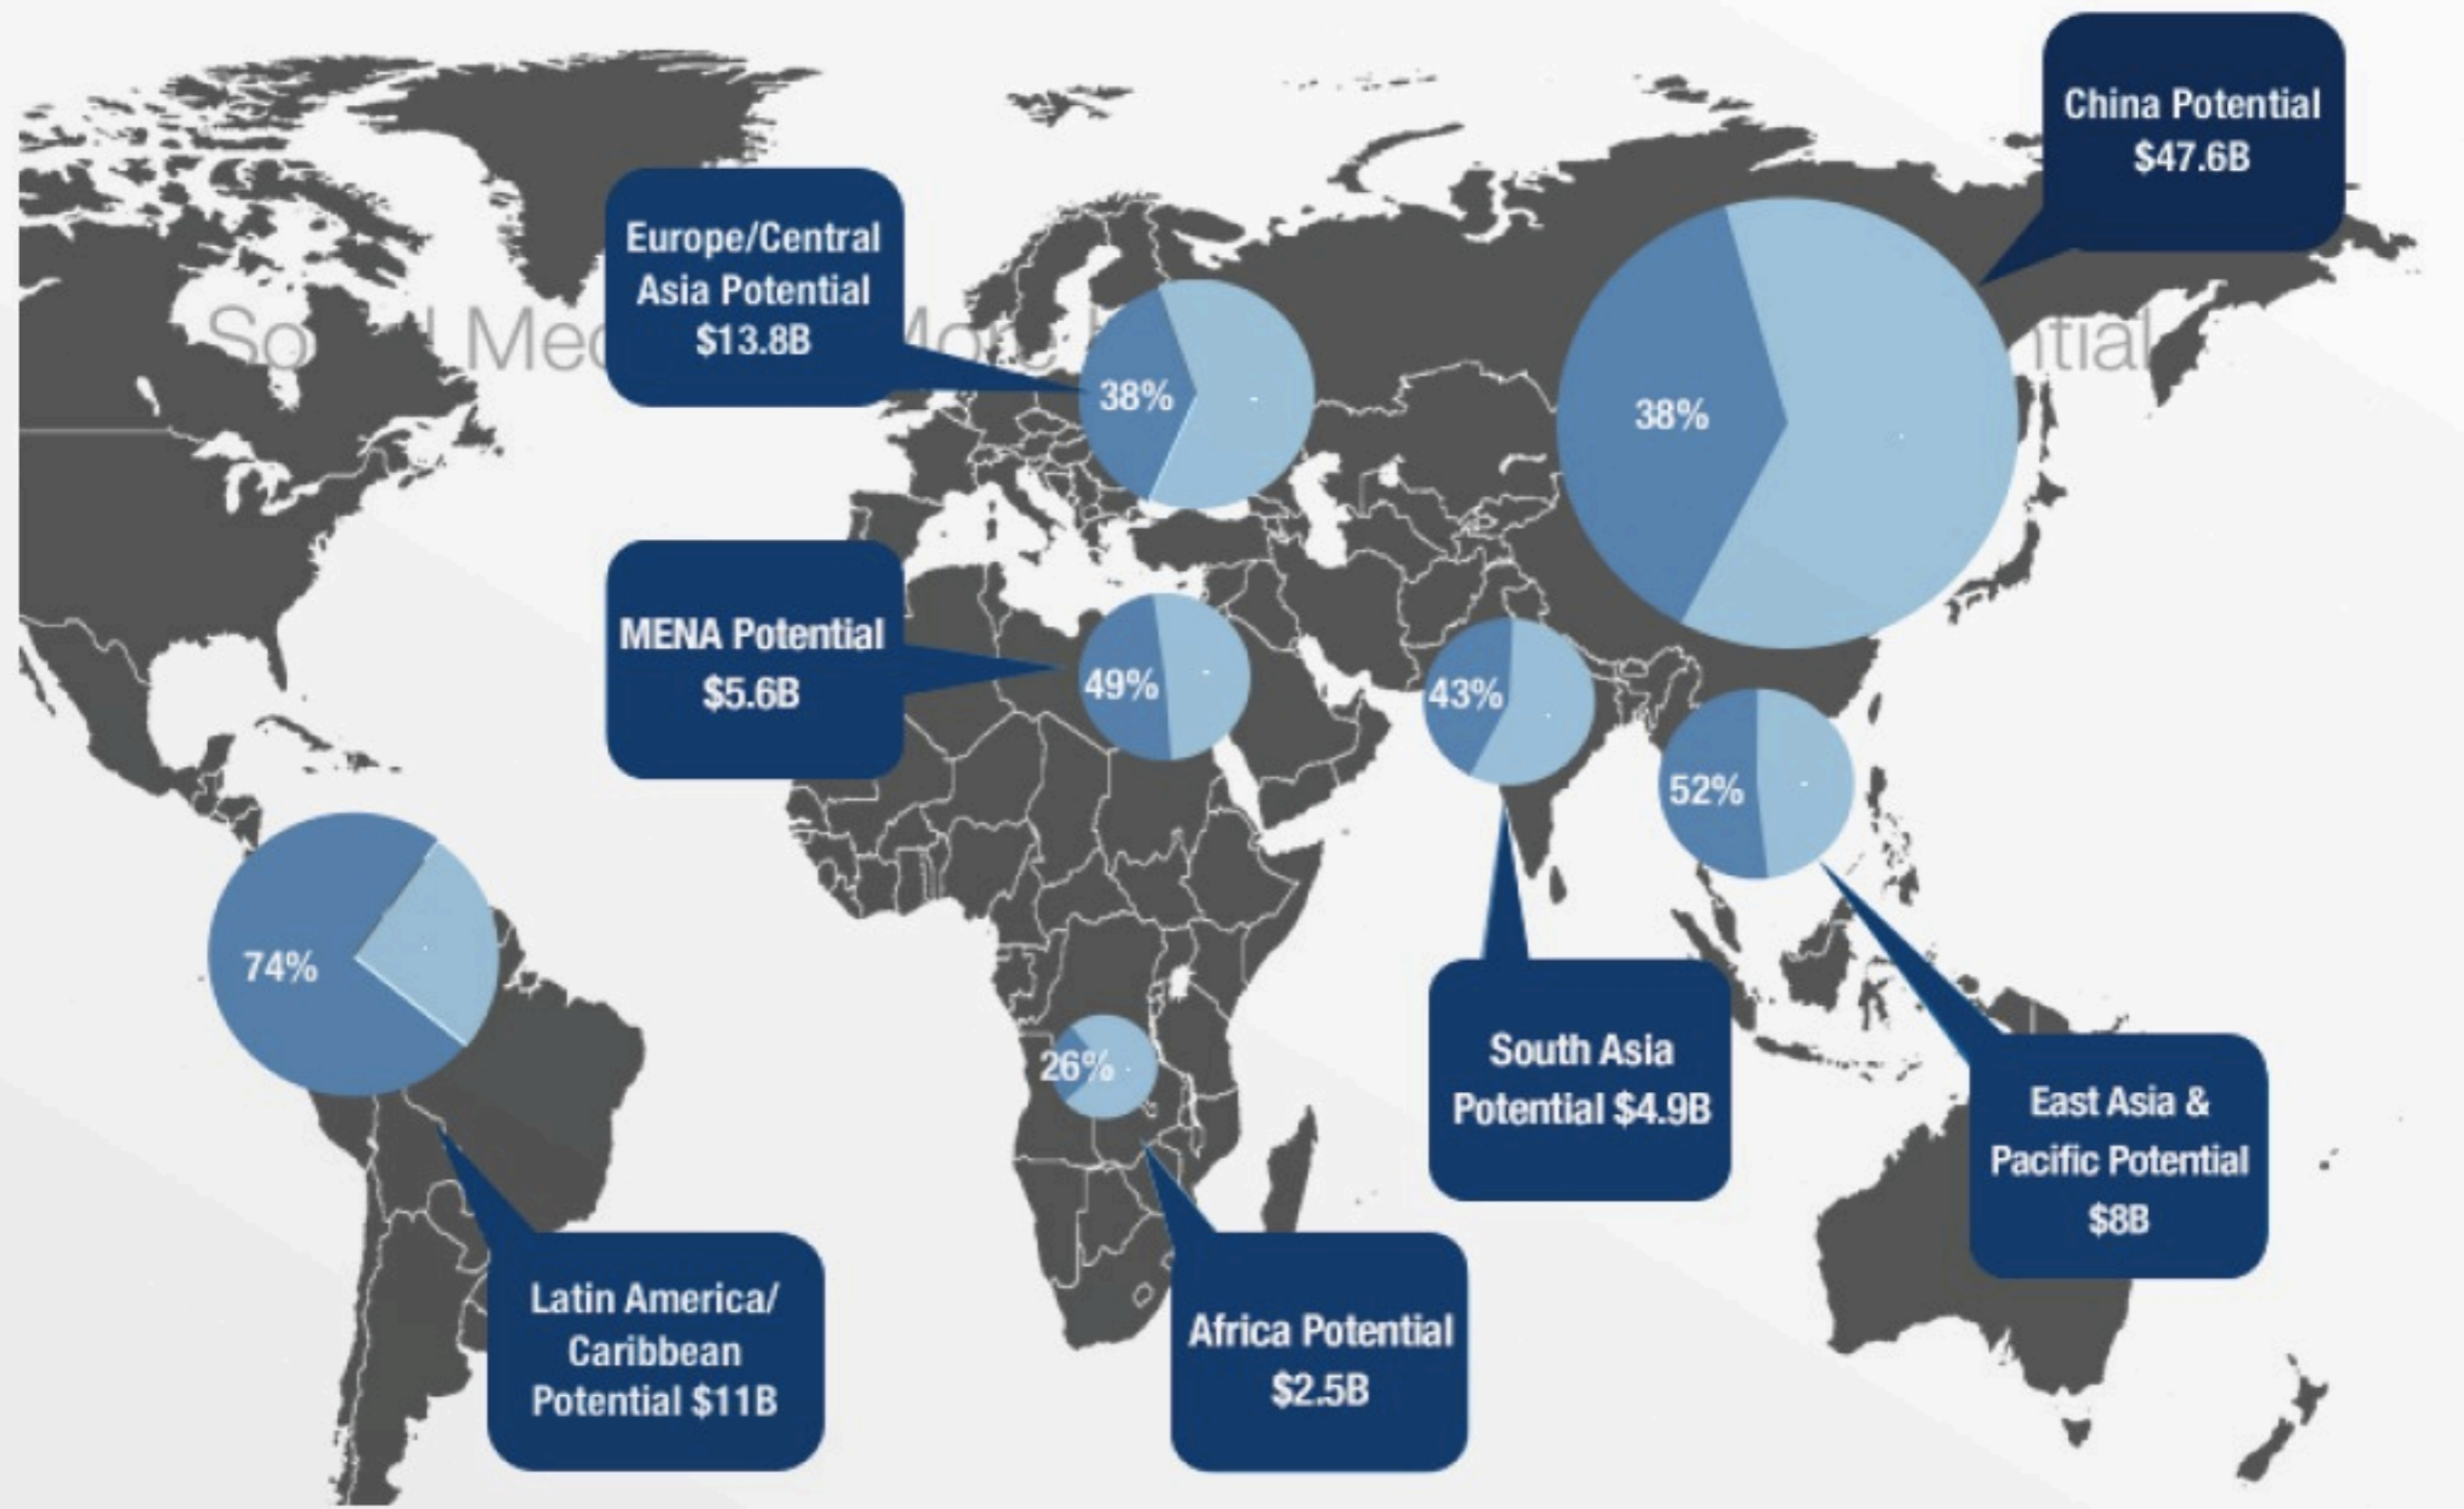 China Potential
$47.6B
Europe/Central
Asia Potential
$13.8B
38%
38%
MENA Potential
$5.6B
49%
43%
52%
74%
26%
South Asia
Potential $4.9B
East Asia &
Pacific Potential
$8B
Latin America/
Caribbean
Potential $11B
Africa Potential
$2.5B